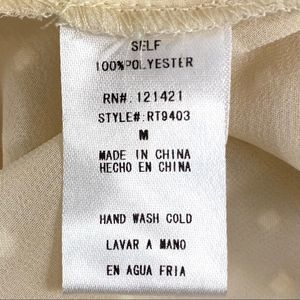 SELF
100%POLYESTER
RN#: 121421
STYLE#:RT9403
M
MADE IN CHINA
HECHO EN CHINA
HAND WASH COLD
LAVAR A MANO
EN AGUA FRIA